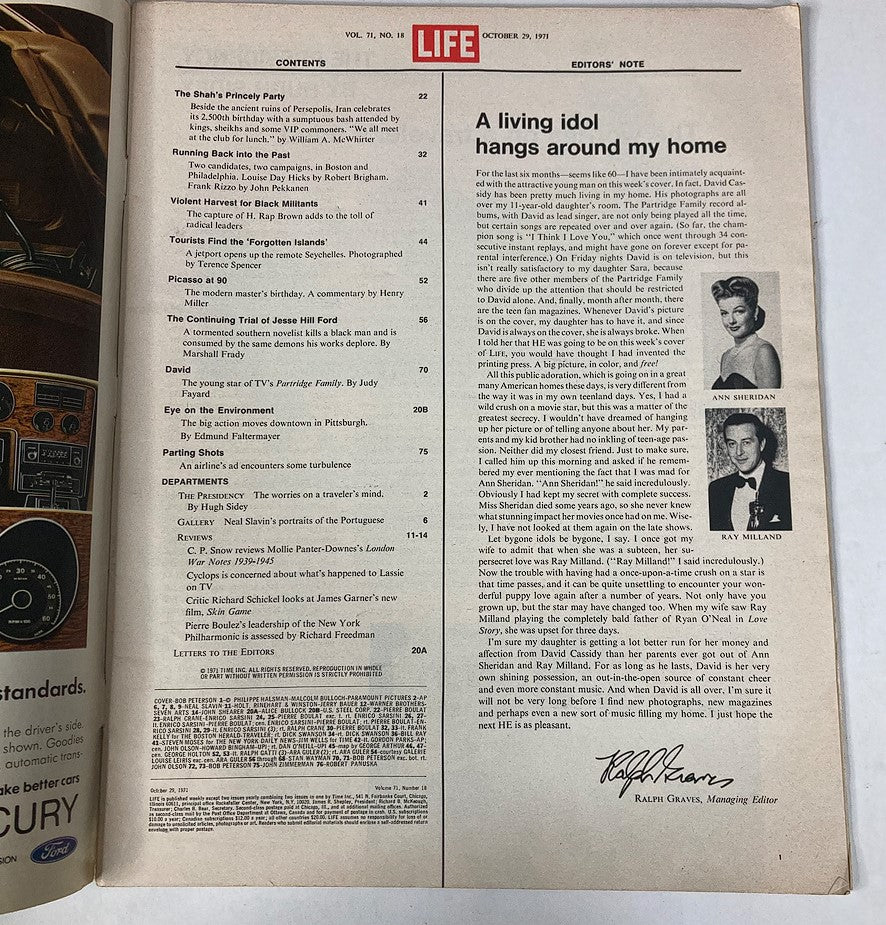 VOL. 71, NO. 18
LIFE
OCTOBER 29, 1971
CONTENTS
The Shah's Princely Party 22
Beside the ancient ruins of Persepolis, Iran celebrates
its 2,500th birthday with a sumptuous bash attended by
kings, sheikhs and some VIP commoners. "We all meet
at the club for lunch." by William A. McWhirter
Running Back into the Past 32
Two candidates, two campaigns, in Boston and
Philadelphia. Louise Day Hicks by Robert Brigham.
Frank Rizzo by John Pekkanen
Violent Harvest for Black Militants 41
The capture of H. Rap Brown adds to the toll of
radical leaders
Tourists Find the 'Forgotten Islands' 44
A jetport opens up the remote Seychelles. Photographed
by Terence Spencer
Picasso at 90 52
The modern master's birthday. A commentary by Henry
Miller
The Continuing Trial of Jesse Hill Ford 56
A tormented southern novelist kills a black man and is
consumed by the same demons his works deplore. By
Marshall Frady
David 70
The young star of TV's Partridge Family. By Judy
Fayard
Eye on the Environment 20B
The big action moves downtown in Pittsburgh.
By Edmund Faltermayer
Parting Shots 75
An airline's ad encounters some turbulence
DEPARTMENTS
THE PRESIDENCY The worries on a traveler's mind. 2
By Hugh Sidey
GALLERY Neal Slavin's portraits of the Portuguese 6
REVIEWS 11-14
C. P. Snow reviews Mollie Panter-Downes's London
War Notes 1939-1945
Cyclops is concerned about what's happened to Lassie
on TV
Critic Richard Schickel looks at James Garner's new
film, Skin Game
Pierre Boulez's leadership of the New York
Philharmonic is assessed by Richard Freedman
LETTERS TO THE EDITORS 20A
© 1971 TIME INC. ALL RIGHTS RESERVED. REPRODUCTION IN WHOLE
OR PART WITHOUT WRITTEN PERMISSION IS STRICTLY PROHIBITED
October 29, 1971 Volume 71, Number 18
EDITORS' NOTE
A living idol
hangs around my home
For the last six months—seems like 60—I have been intimately acquaint-
ed with the attractive young man on this week's cover. In fact, David Cas-
sidy has been pretty much living in my home. His photographs are all
over my 11-year-old daughter's room. The Partridge Family record al-
bums, with David as lead singer, are not only being played all the time,
but certain songs are repeated over and over again. (So far, the cham-
pion song is "I Think I Love You," which once went through 34 con-
secutive instant replays, and might have gone on forever except for pa-
rental interference.) On Friday nights David is on television, but this
isn't really satisfactory to my daughter Sara, because
there are five other members of the Partridge Family
who divide up the attention that should be restricted
to David alone. And, finally, month after month, there
are the teen fan magazines. Whenever David's picture
is on the cover, my daughter has to have it, and since
David is always on the cover, she is always broke. When
I told her that HE was going to be on this week's cover
of LIFE, you would have thought I had invented the
printing press. A big picture, in color, and free!
All this public adoration, which is going on in a great
many American homes these days, is very different from
the way it was in my own teenland days. Yes, I had a
wild crush on a movie star, but this was a matter of the
greatest secrecy. I wouldn't have dreamed of hanging
up her picture or of telling anyone about her. My par-
ents and my kid brother had no inkling of teen-age pas-
sion. Neither did my closest friend. Just to make sure,
I called him up this morning and asked if he remem-
bered my ever mentioning the fact that I was mad for
Ann Sheridan. "Ann Sheridan!" he said incredulously.
Obviously I had kept my secret with complete success.
Miss Sheridan died some years ago, so she never knew
what stunning impact her movies once had on me. Wise-
ly, I have not looked at them again on the late shows.
Let bygone idols be bygone, I say. I once got my
wife to admit that when she was a subteen, her su-
persecret love was Ray Milland. ("Ray Milland!" I said incredulously.)
Now the trouble with having had a once-upon-a-time crush on a star is
that time passes, and it can be quite unsettling to encounter your won-
derful puppy love again after a number of years. Not only have you
grown up, but the star may have changed too. When my wife saw Ray
Milland playing the completely bald father of Ryan O'Neal in Love
Story, she was upset for three days.
I'm sure my daughter is getting a lot better run for her money and
affection from David Cassidy than her parents ever got out of Ann
Sheridan and Ray Milland. For as long as he lasts, David is her very
own shining possession, an out-in-the-open source of constant cheer
and even more constant music. And when David is all over, I'm sure it
will not be very long before I find new photographs, new magazines
and perhaps even a new sort of music filling my home. I just hope the
next HE is as pleasant.
ANN SHERIDAN
RAY MILLAND
Ralph Graves
RALPH GRAVES, Managing Editor
1
standards.
the driver's side.
shown. Goodies
automatic trans-
ake better cars
CURY
SION
Ford